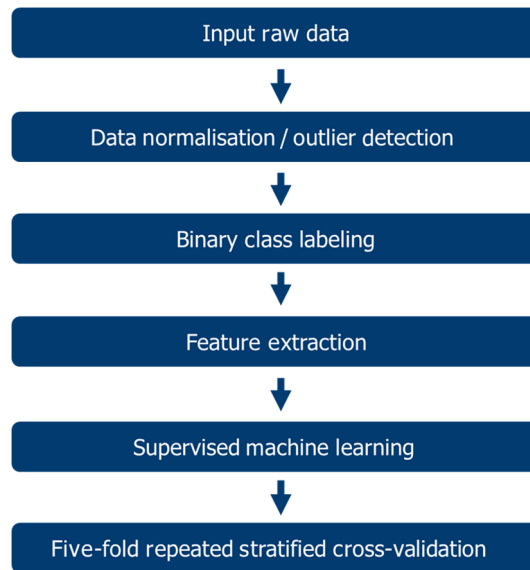 Input raw data
Data normalisation / outlier detection
Binary class labeling
Feature extraction
Supervised machine learning
Five-fold repeated stratified cross-validation